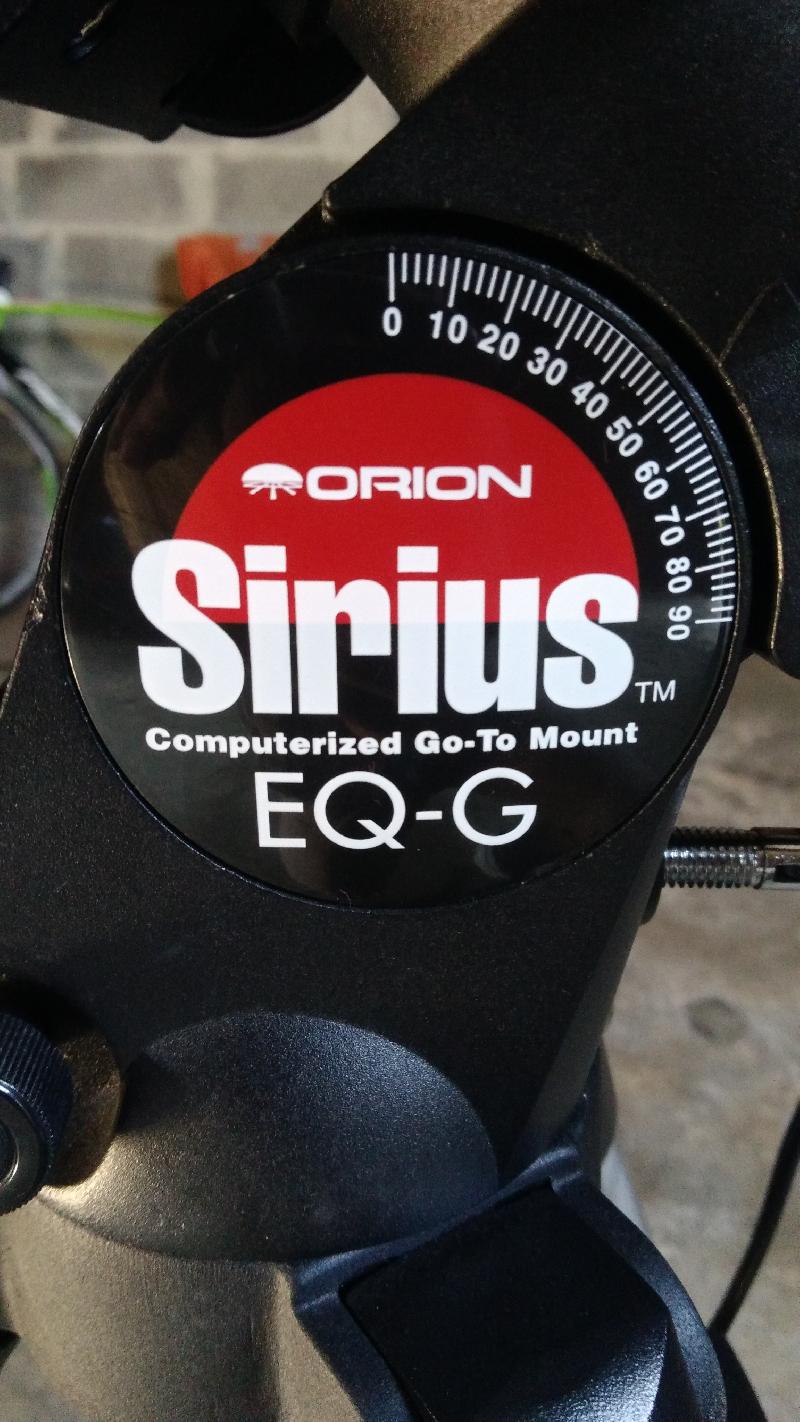 0 10 20 30 40 50 60 70 80 90
ORION
Sirius™
Computerized Go-To Mount
EQ-G